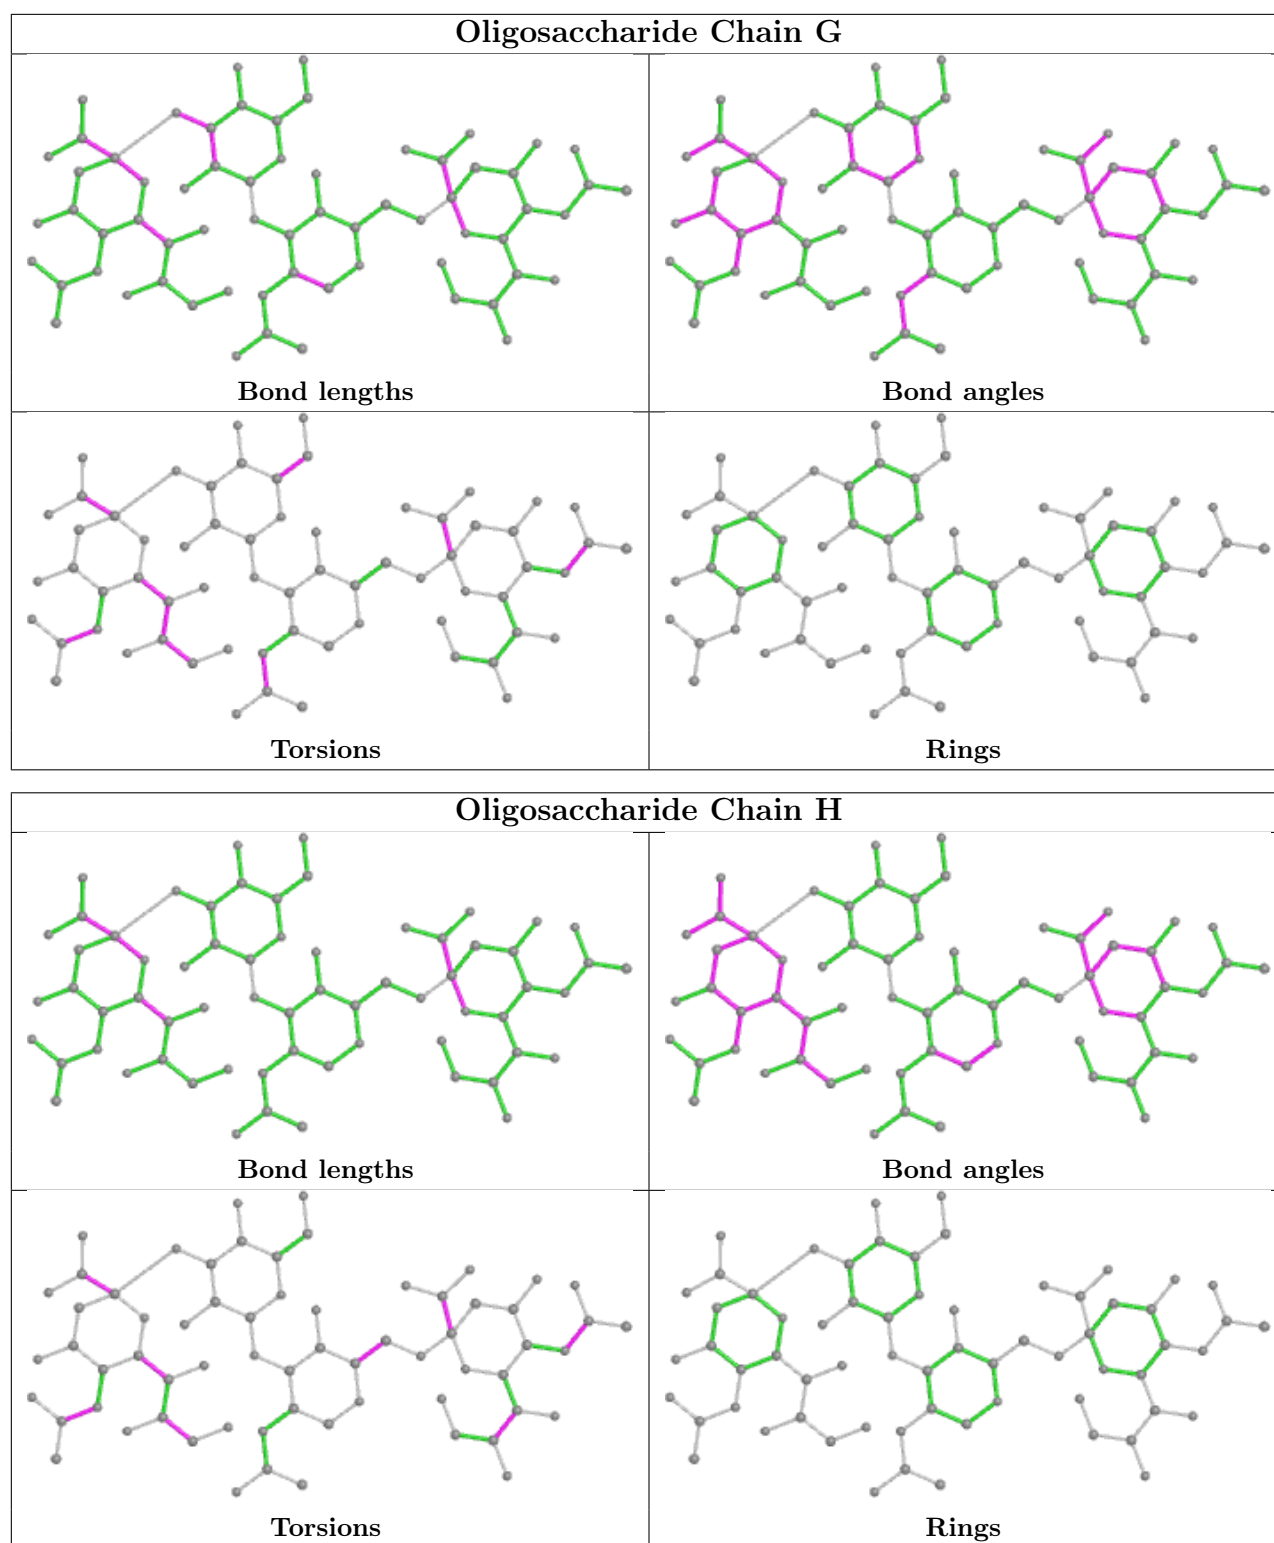 Oligosaccharide Chain G
Bond lengths
Bond angles
Torsions
Rings
Oligosaccharide Chain H
Bond lengths
Bond angles
Torsions
Rings